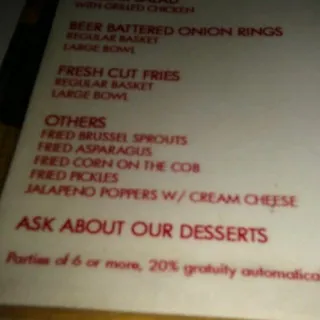 WITH GRILLED CHICKEN
BEER BATTERED ONION RINGS
REGULAR BASKET
LARGE BOWL
FRESH CUT FRIES
REGULAR BASKET
LARGE BOWL
OTHERS
FRIED BRUSSEL SPROUTS
FRIED ASPARAGUS
FRIED CORN ON THE COB
FRIED PICKLES
JALAPENO POPPERS W/ CREAM CHEESE
ASK ABOUT OUR DESSERTS
Parties of 6 or more, 20% gratuity automatica